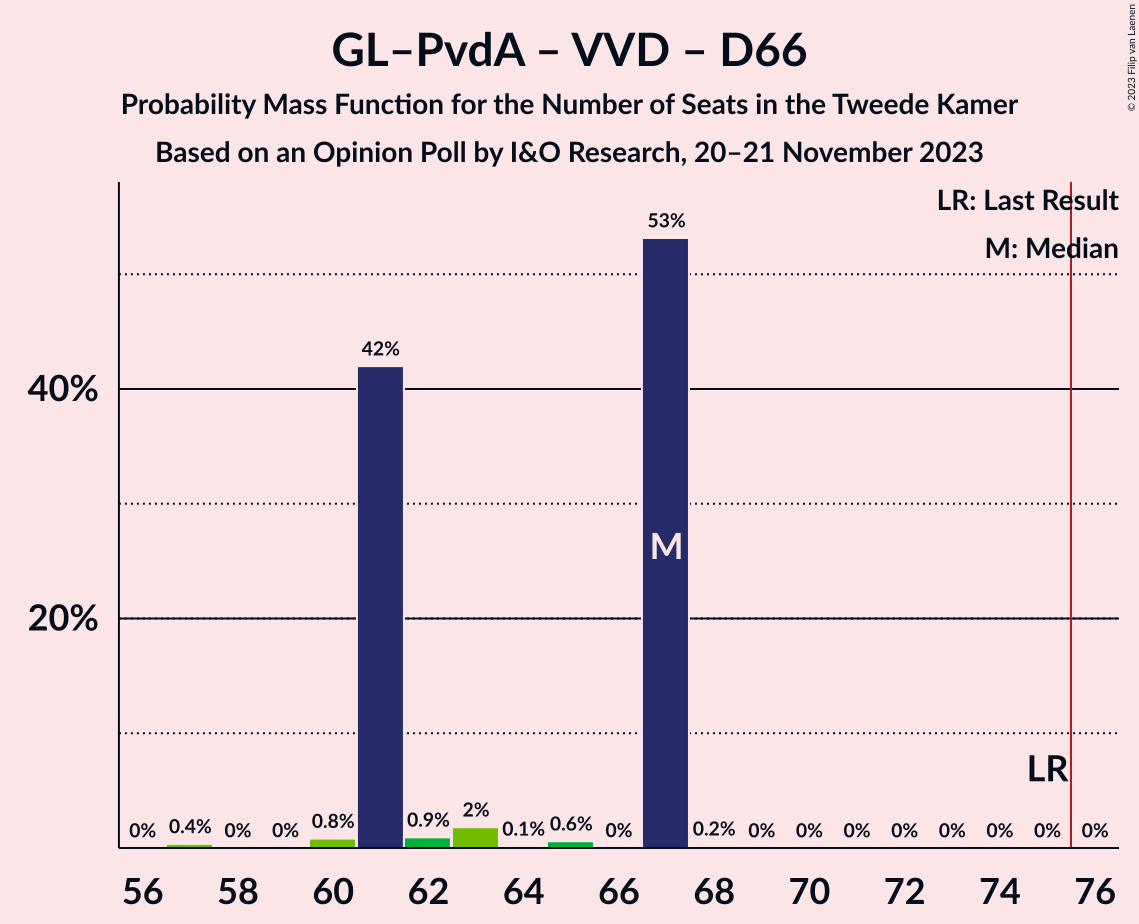 GL–PvdA – VVD – D66
Probability Mass Function for the Number of Seats in the Tweede Kamer
Based on an Opinion Poll by I&O Research, 20–21 November 2023
© 2023 Filip van Laenen
LR: Last Result
M: Median
53%
42%
40%
M
20%
LR
0% 0.4% 0% 0% 0.8% 0.9% 2% 0.1% 0.6% 0% 0.2% 0% 0% 0% 0% 0% 0% 0% 0%
56 58 60 62 64 66 68 70 72 74 76